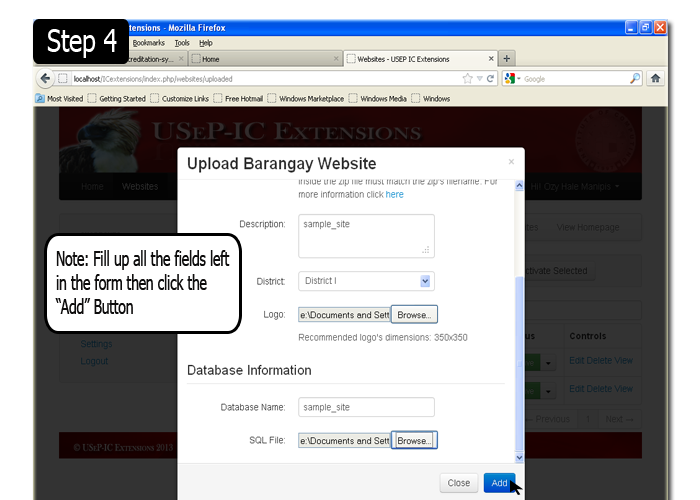 Step 4
tensions - Mozilla Firefox
Bookmarks Tools Help
creditation-sy... × Home × Websites - USEP IC Extensions × +
localhost/ICextensions/index.php/websites/uploaded Google
Most Visited Getting Started Customize Links Free Hotmail Windows Marketplace Windows Media Windows
USeP-IC Extensions
Home Websites Hi! Ozy Hale Manipis
Upload Barangay Website ×
inside the zip file must match the zip's filename. For
more information click here
View Homepage
Description: sample_site
ctivate Selected
Note: Fill up all the fields left
in the form then click the
"Add" Button
District: District I
Logo: e:\Documents and Sett Browse...
Recommended logo's dimensions: 350x350
us Controls
Settings
Logout
Edit Delete View
Edit Delete View
Database Information
Database Name: sample_site
← Previous 1 Next →
SQL File: e:\Documents and Sett Browse...
© USeP-IC Extensions 2013
Close Add